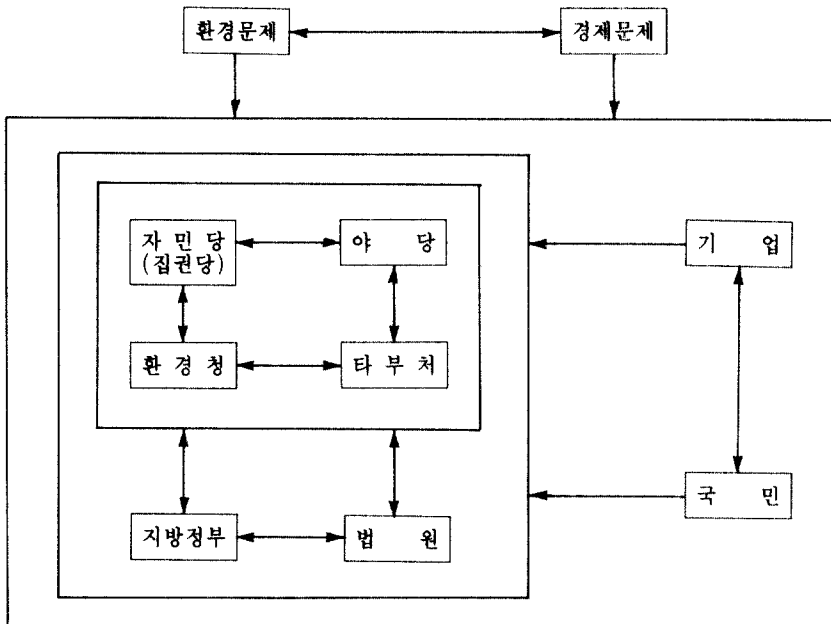 환경문제
경제문제
자 민 당
(집권당)
야 당
기 업
환 경 청
타 부 처
국 민
지방정부
법 원